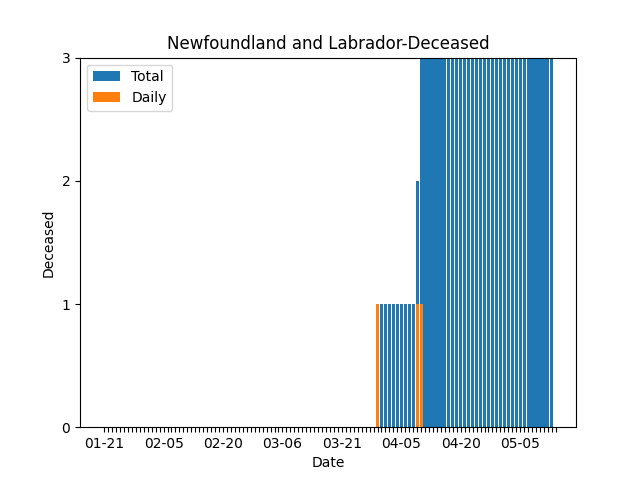 Newfoundland and Labrador-Deceased
Total
Daily
3
2
1
0
Deceased
01-21 02-05 02-20 03-06 03-21 04-05 04-20 05-05
Date